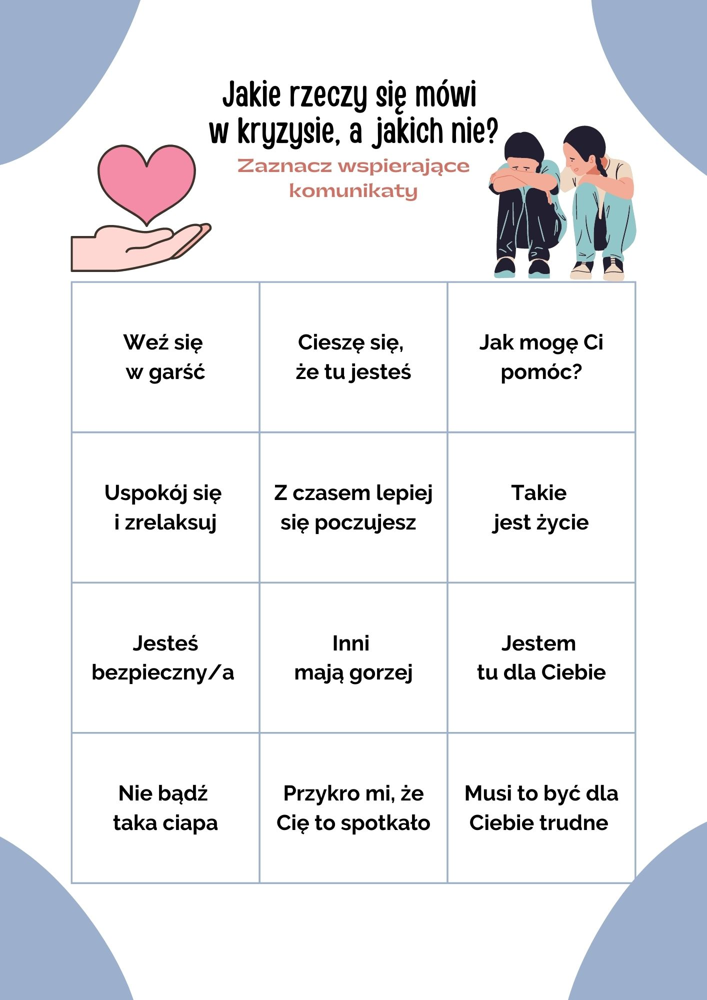 Jakie rzeczy się mówi
w kryzysie, a jakich nie?
Zaznacz wspierające
komunikaty
Weź się
w garść
Cieszę się,
że tu jesteś
Jak mogę Ci
pomóc?
Uspokój się
i zrelaksuj
Z czasem lepiej
się poczujesz
Takie
jest życie
Jesteś
bezpieczny/a
Inni
mają gorzej
Jestem
tu dla Ciebie
Nie bądź
taka ciapa
Przykro mi, że
Cię to spotkało
Musi to być dla
Ciebie trudne